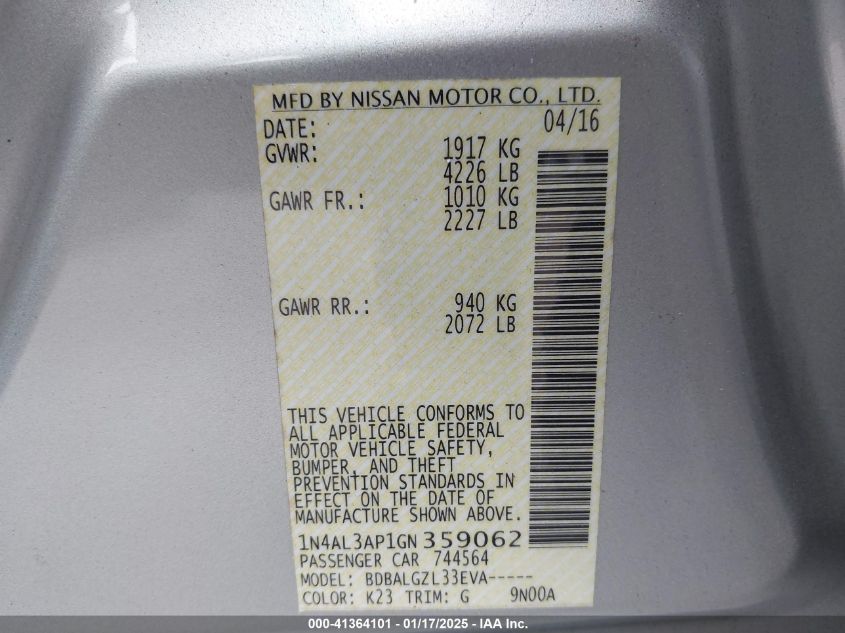 MFD BY NISSAN MOTOR CO., LTD.
DATE: 04/16
GVWR: 1917 KG
4226 LB
GAWR FR.: 1010 KG
2227 LB
GAWR RR.: 940 KG
2072 LB
THIS VEHICLE CONFORMS TO
ALL APPLICABLE FEDERAL
MOTOR VEHICLE SAFETY,
BUMPER, AND THEFT
PREVENTION STANDARDS IN
EFFECT ON THE DATE OF
MANUFACTURE SHOWN ABOVE.
1N4AL3AP1GN359062
PASSENGER CAR 744564
MODEL: BDBALGZL33EVA-----
COLOR: K23 TRIM: G 9N00A
000-41364101 - 01/17/2025 - IAA Inc.